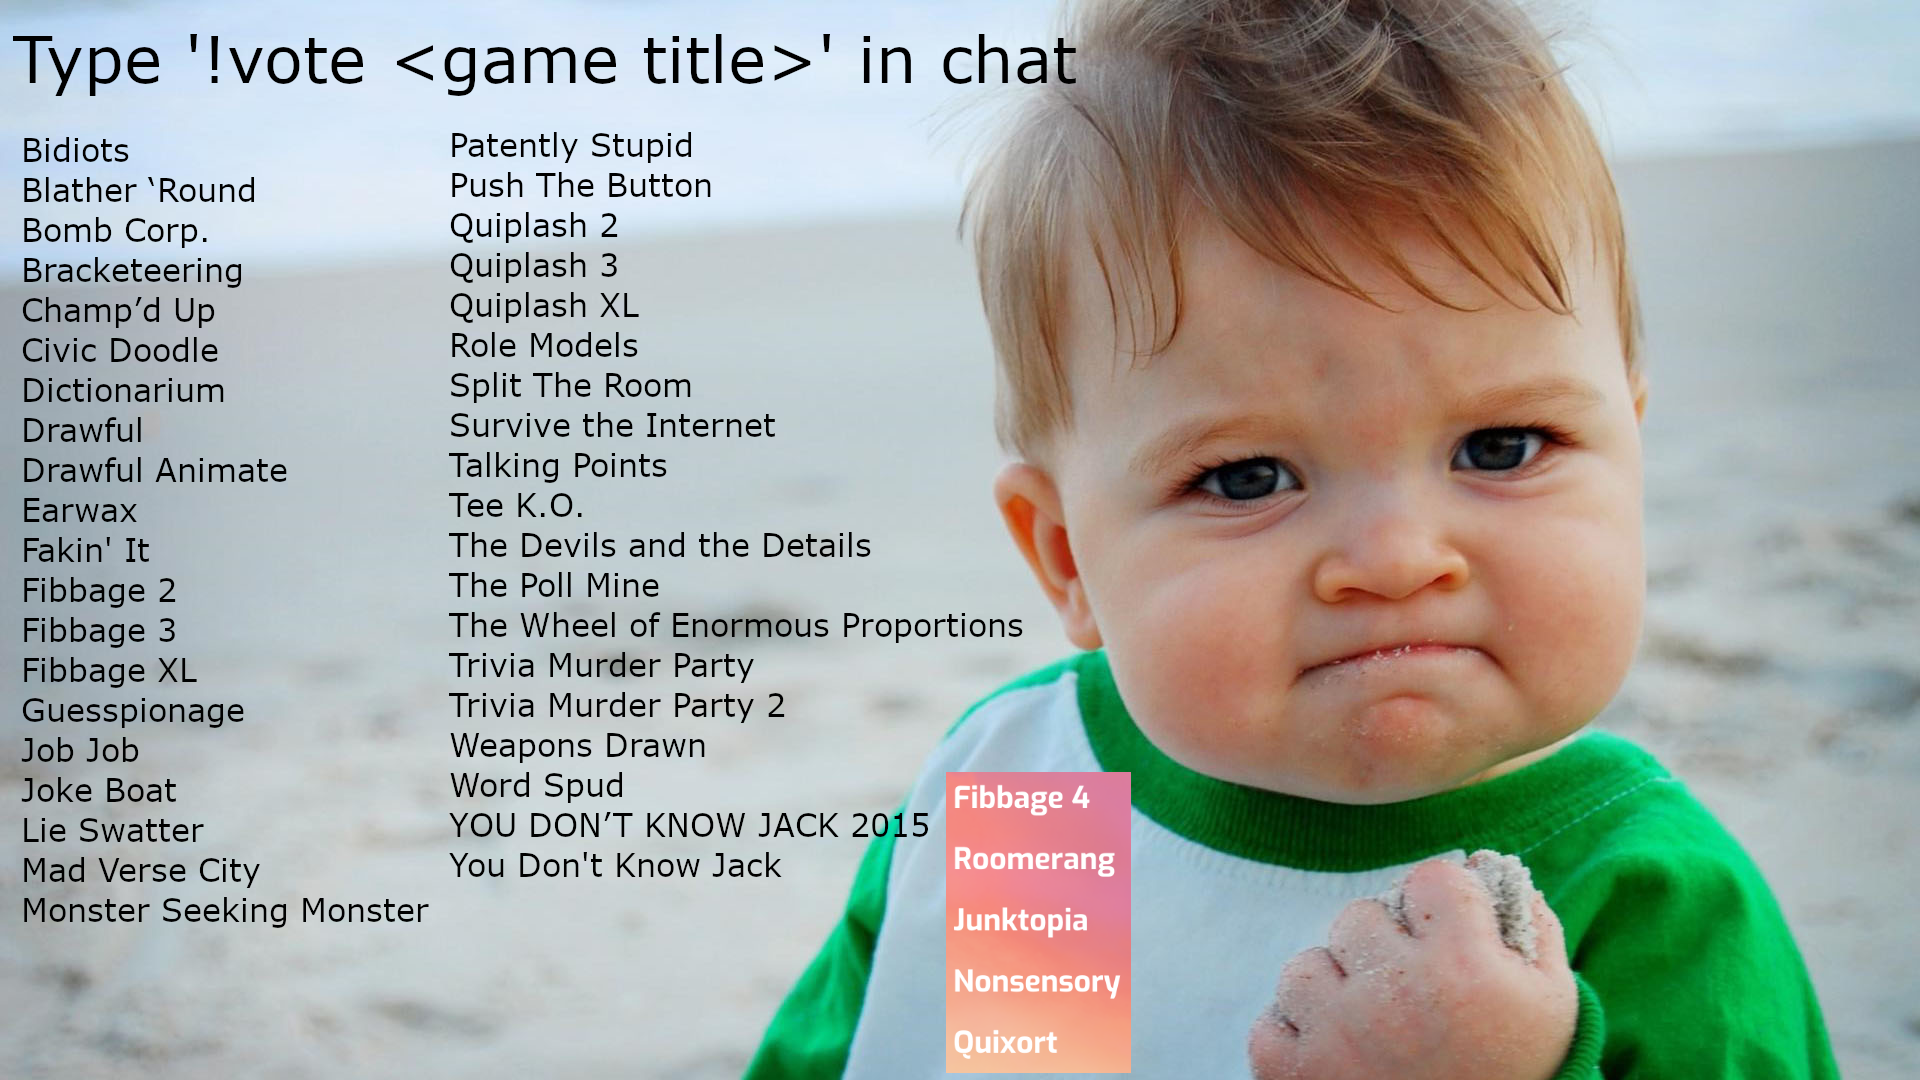 Type '!vote <game title>' in chat
Bidiots
Blather ‘Round
Bomb Corp.
Bracketeering
Champ’d Up
Civic Doodle
Dictionarium
Drawful
Drawful Animate
Earwax
Fakin' It
Fibbage 2
Fibbage 3
Fibbage XL
Guesspionage
Job Job
Joke Boat
Lie Swatter
Mad Verse City
Monster Seeking Monster
Patently Stupid
Push The Button
Quiplash 2
Quiplash 3
Quiplash XL
Role Models
Split The Room
Survive the Internet
Talking Points
Tee K.O.
The Devils and the Details
The Poll Mine
The Wheel of Enormous Proportions
Trivia Murder Party
Trivia Murder Party 2
Weapons Drawn
Word Spud
YOU DON’T KNOW JACK 2015
You Don't Know Jack
Fibbage 4
Roomerang
Junktopia
Nonsensory
Quixort